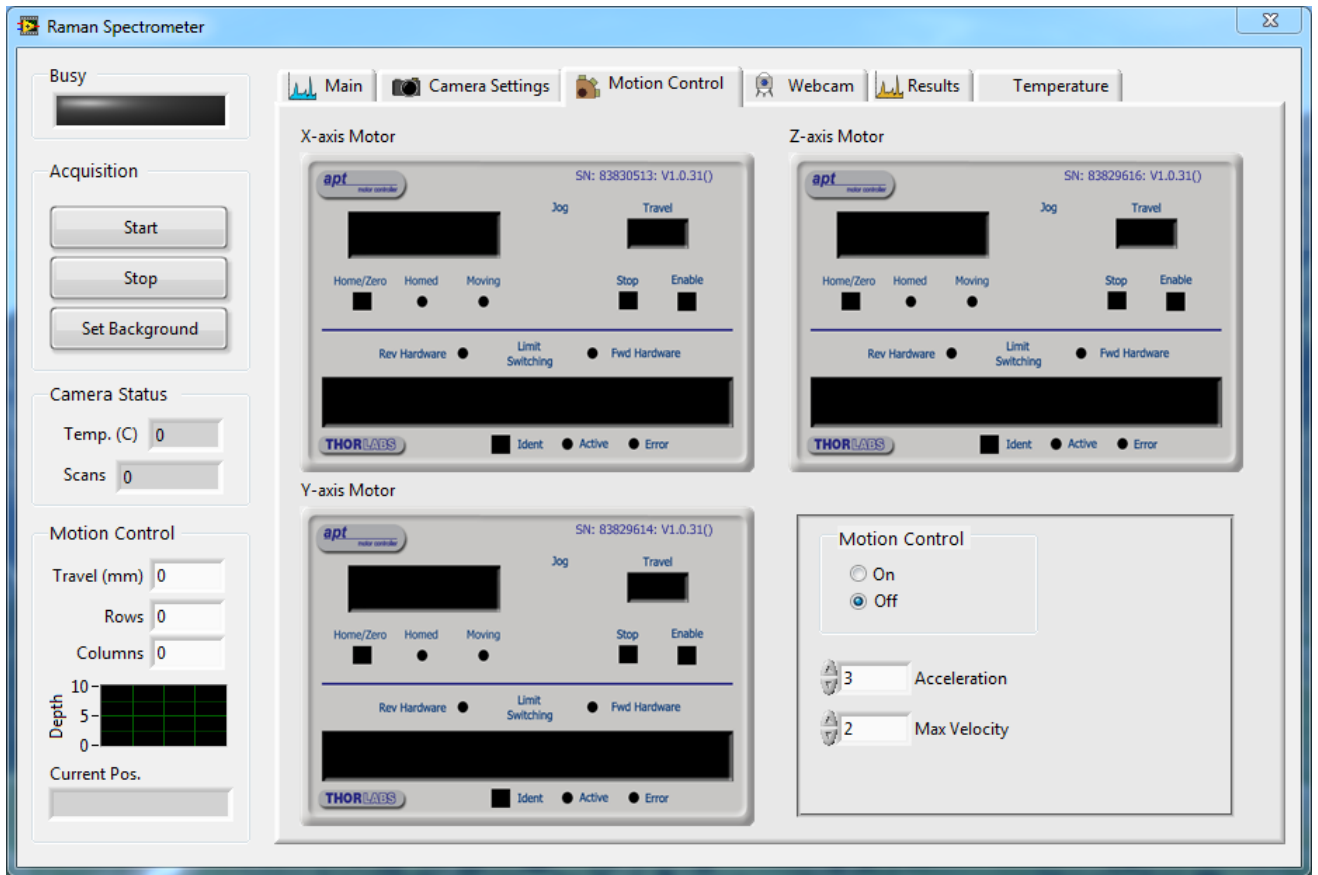 Raman Spectrometer
Busy
Acquisition
Start
Stop
Set Background
Camera Status
Temp. (C) 0
Scans 0
Motion Control
Travel (mm) 0
Rows 0
Columns 0
Depth
10
5
0
Current Pos.
Main Camera Settings Motion Control Webcam Results Temperature
X-axis Motor
apt
motor controller
SN: 83830513: V1.0.31()
Jog Travel
Home/Zero Homed Moving Stop Enable
Rev Hardware Limit Switching Fwd Hardware
THORLABS Ident Active Error
Z-axis Motor
apt
motor controller
SN: 83829616: V1.0.31()
Jog Travel
Home/Zero Homed Moving Stop Enable
Rev Hardware Limit Switching Fwd Hardware
THORLABS Ident Active Error
Y-axis Motor
apt
motor controller
SN: 83829614: V1.0.31()
Jog Travel
Home/Zero Homed Moving Stop Enable
Rev Hardware Limit Switching Fwd Hardware
THORLABS Ident Active Error
Motion Control
On
Off
3 Acceleration
2 Max Velocity